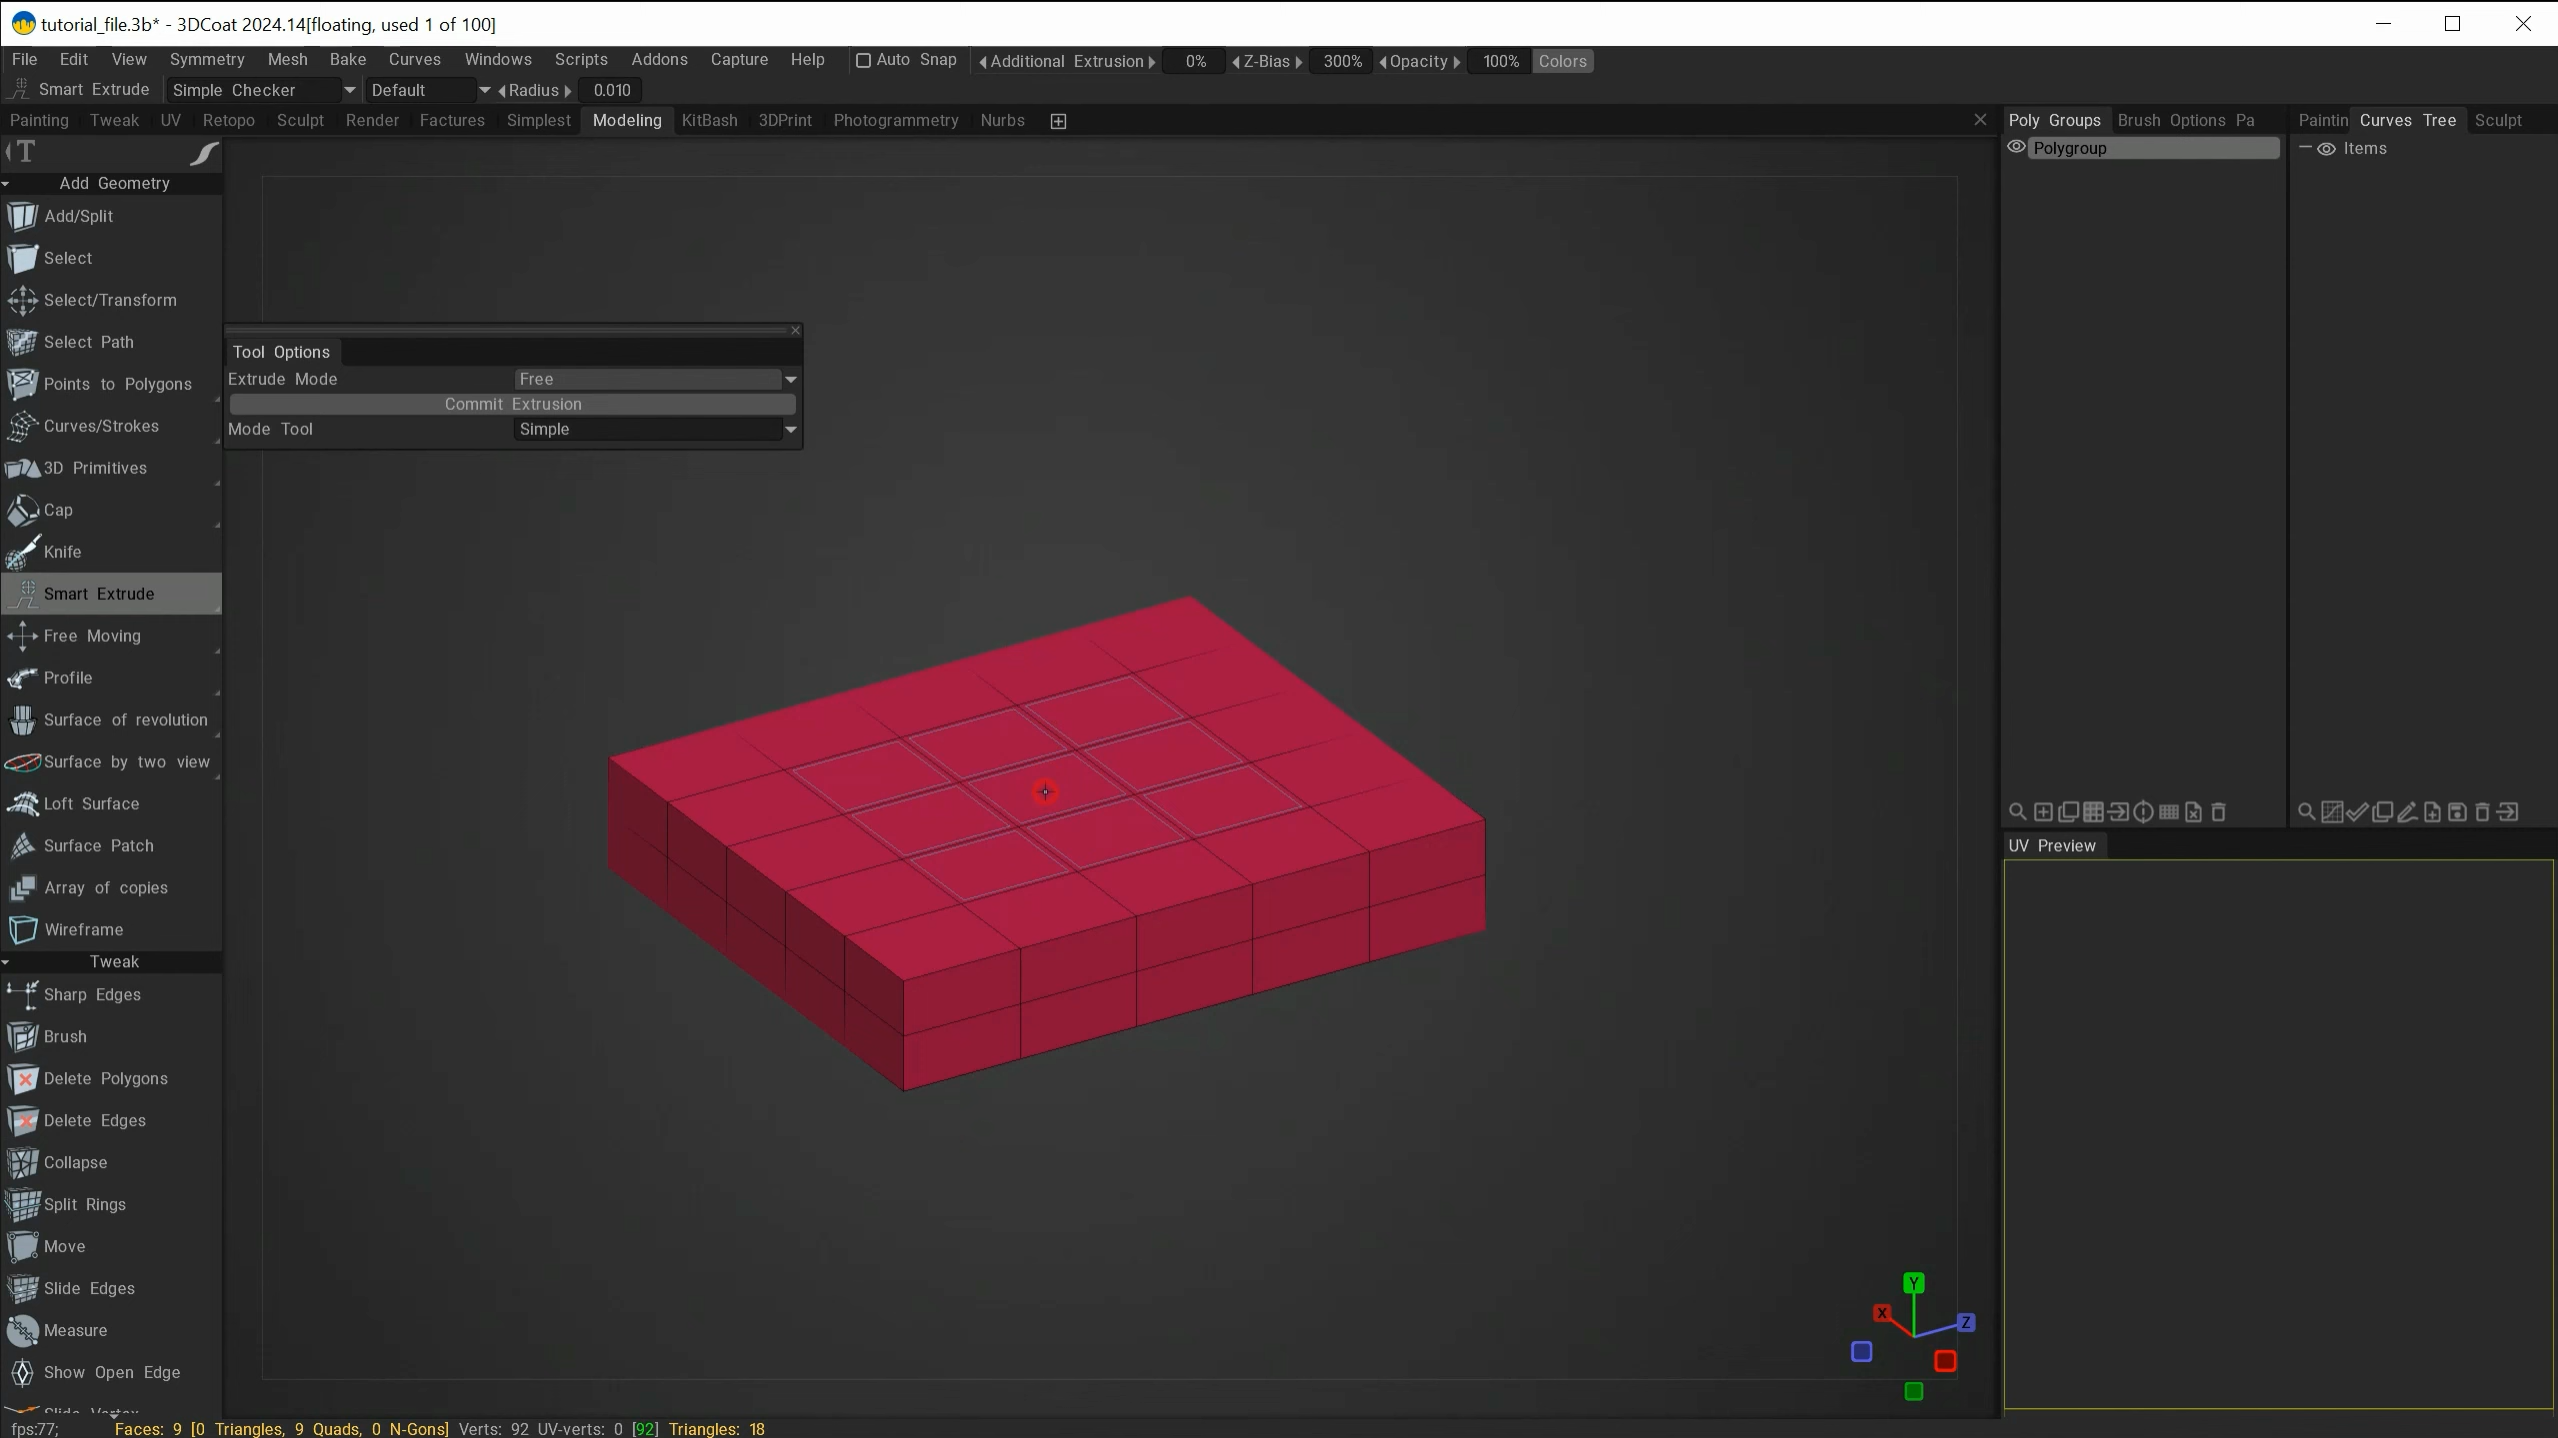 tutorial_file.3b* - 3DCoat 2024.14[floating, used 1 of 100]
File Edit View Symmetry Mesh Bake Curves Windows Scripts Addons Capture Help Auto Snap Additional Extrusion 0% Z-Bias 300% Opacity 100% Colors
Smart Extrude Simple Checker Default Radius 0.010
Painting Tweak UV Retopo Sculpt Render Factures Simplest Modeling KitBash 3DPrint Photogrammetry Nurbs
Poly Groups Brush Options Pa
Paintin Curves Tree Sculpt
T
Polygroup
Items
Add Geometry
Add/Split
Select
Select/Transform
Select Path
Points to Polygons
Curves/Strokes
3D Primitives
Cap
Knife
Smart Extrude
Free Moving
Profile
Surface of revolution
Surface by two view
Loft Surface
Surface Patch
Array of copies
Wireframe
Tweak
Sharp Edges
Brush
Delete Polygons
Delete Edges
Collapse
Split Rings
Move
Slide Edges
Measure
Show Open Edge
Tool Options
Extrude Mode Free
Commit Extrusion
Mode Tool Simple
UV Preview
Y
X
Z
fps:77; Faces: 9 [0 Triangles, 9 Quads, 0 N-Gons] Verts: 92 UV-verts: 0 [92] Triangles: 18